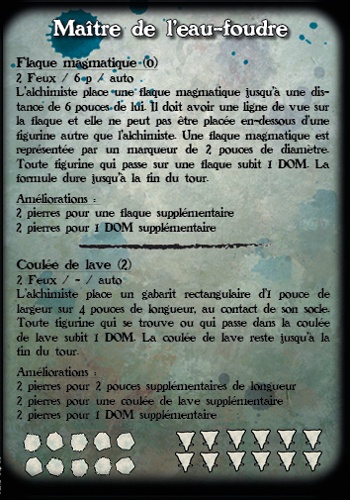 Maître de l'eau-foudre
Flaque magmatique (0)
2 Feux / 6 p / auto
L'alchimiste place une flaque magmatique jusqu'à une dis-
tance de 6 pouces de lui. Il doit avoir une ligne de vue sur
la flaque et elle ne peut pas être placée en-dessous d'une
figurine autre que l'alchimiste. Une flaque magmatique est
représentée par un marqueur de 2 pouces de diamètre.
Toute figurine qui passe sur une flaque subit 1 DOM. La
formule dure jusqu'à la fin du tour.
Améliorations :
2 pierres pour une flaque supplémentaire
2 pierres pour 1 DOM supplémentaire
Coulée de lave (2)
2 Feux / - / auto
L'alchimiste place un gabarit rectangulaire d'1 pouce de
largeur sur 4 pouces de longueur, au contact de son socle.
Toute figurine qui se trouve ou qui passe dans la coulée
de lave subit 1 DOM. La coulée de lave reste jusqu'à la
fin du tour.
Améliorations :
2 pierres pour 2 pouces supplémentaires de longueur
2 pierres pour une coulée de lave supplémentaire
2 pierres pour 1 DOM supplémentaire